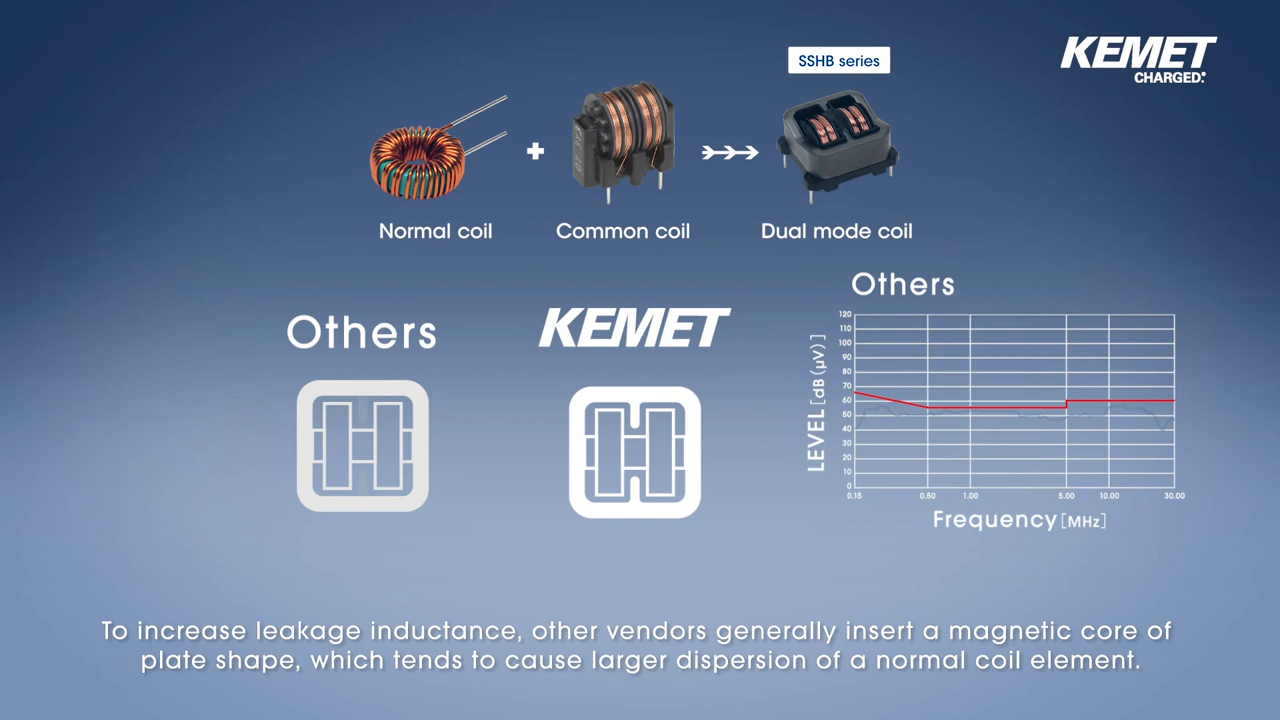 KEMET
CHARGED.
SSHB series
Normal coil
Common coil
Dual mode coil
Others
KEMET
Others
LEVEL[dB(μV)]
120
110
100
90
80
70
60
50
40
30
20
10
0
0.15 0.50 1.00 5.00 10.00 30.00
Frequency[MHz]
To increase leakage inductance, other vendors generally insert a magnetic core of
plate shape, which tends to cause larger dispersion of a normal coil element.